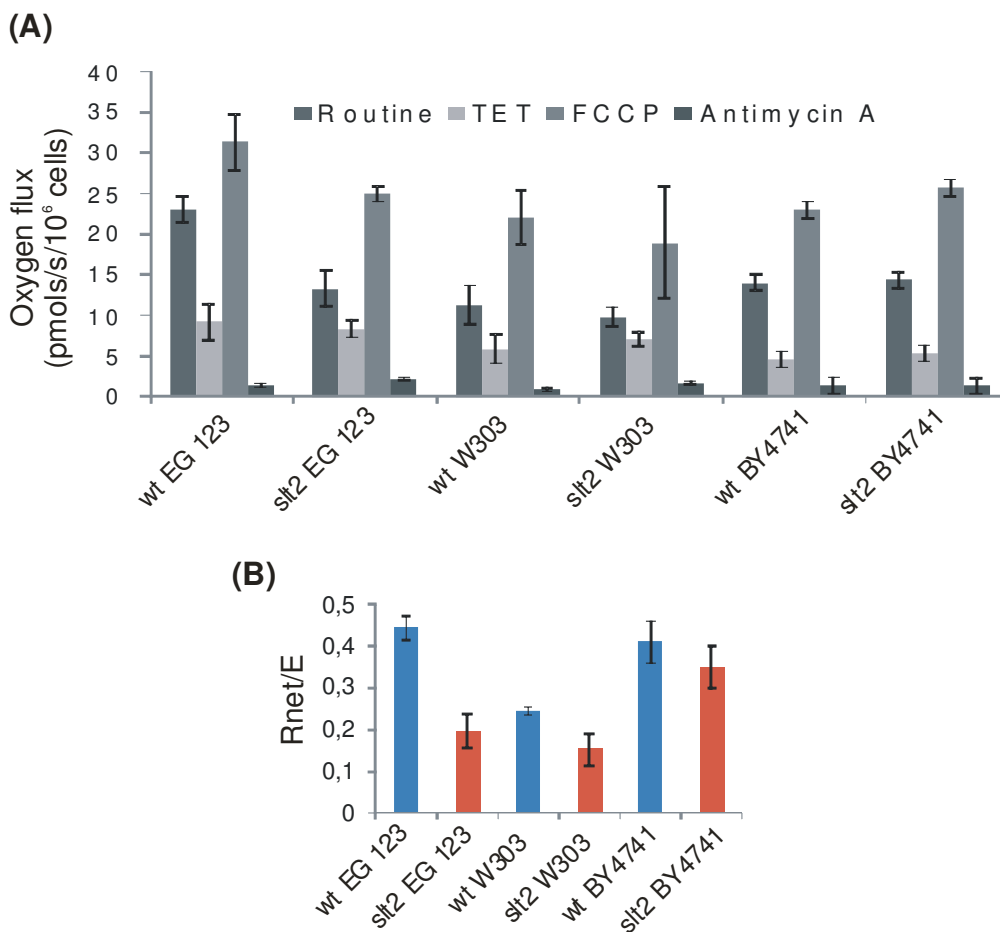 (A)
40
35
30
25
20
15
10
5
0
Oxygen flux
(pmols/s/10⁶ cells)
Routine TET FCCP Antimycin A
wt EG 123
slt2 EG 123
wt W303
slt2 W303
wt BY4741
slt2 BY4741
(B)
0,5
0,4
0,3
0,2
0,1
0
Rnet/E
wt EG 123
slt2 EG 123
wt W303
slt2 W303
wt BY4741
slt2 BY4741